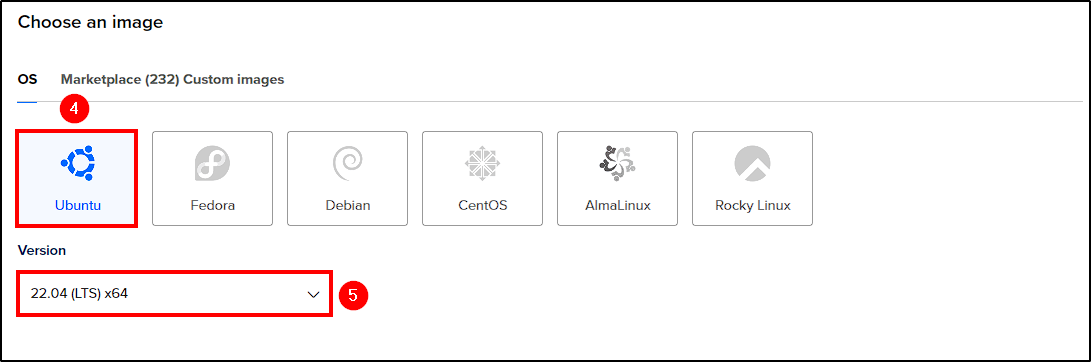 Choose an image
OS Marketplace (232) Custom images
4
Ubuntu Fedora Debian CentOS AlmaLinux Rocky Linux
Version
22.04 (LTS) x64 5